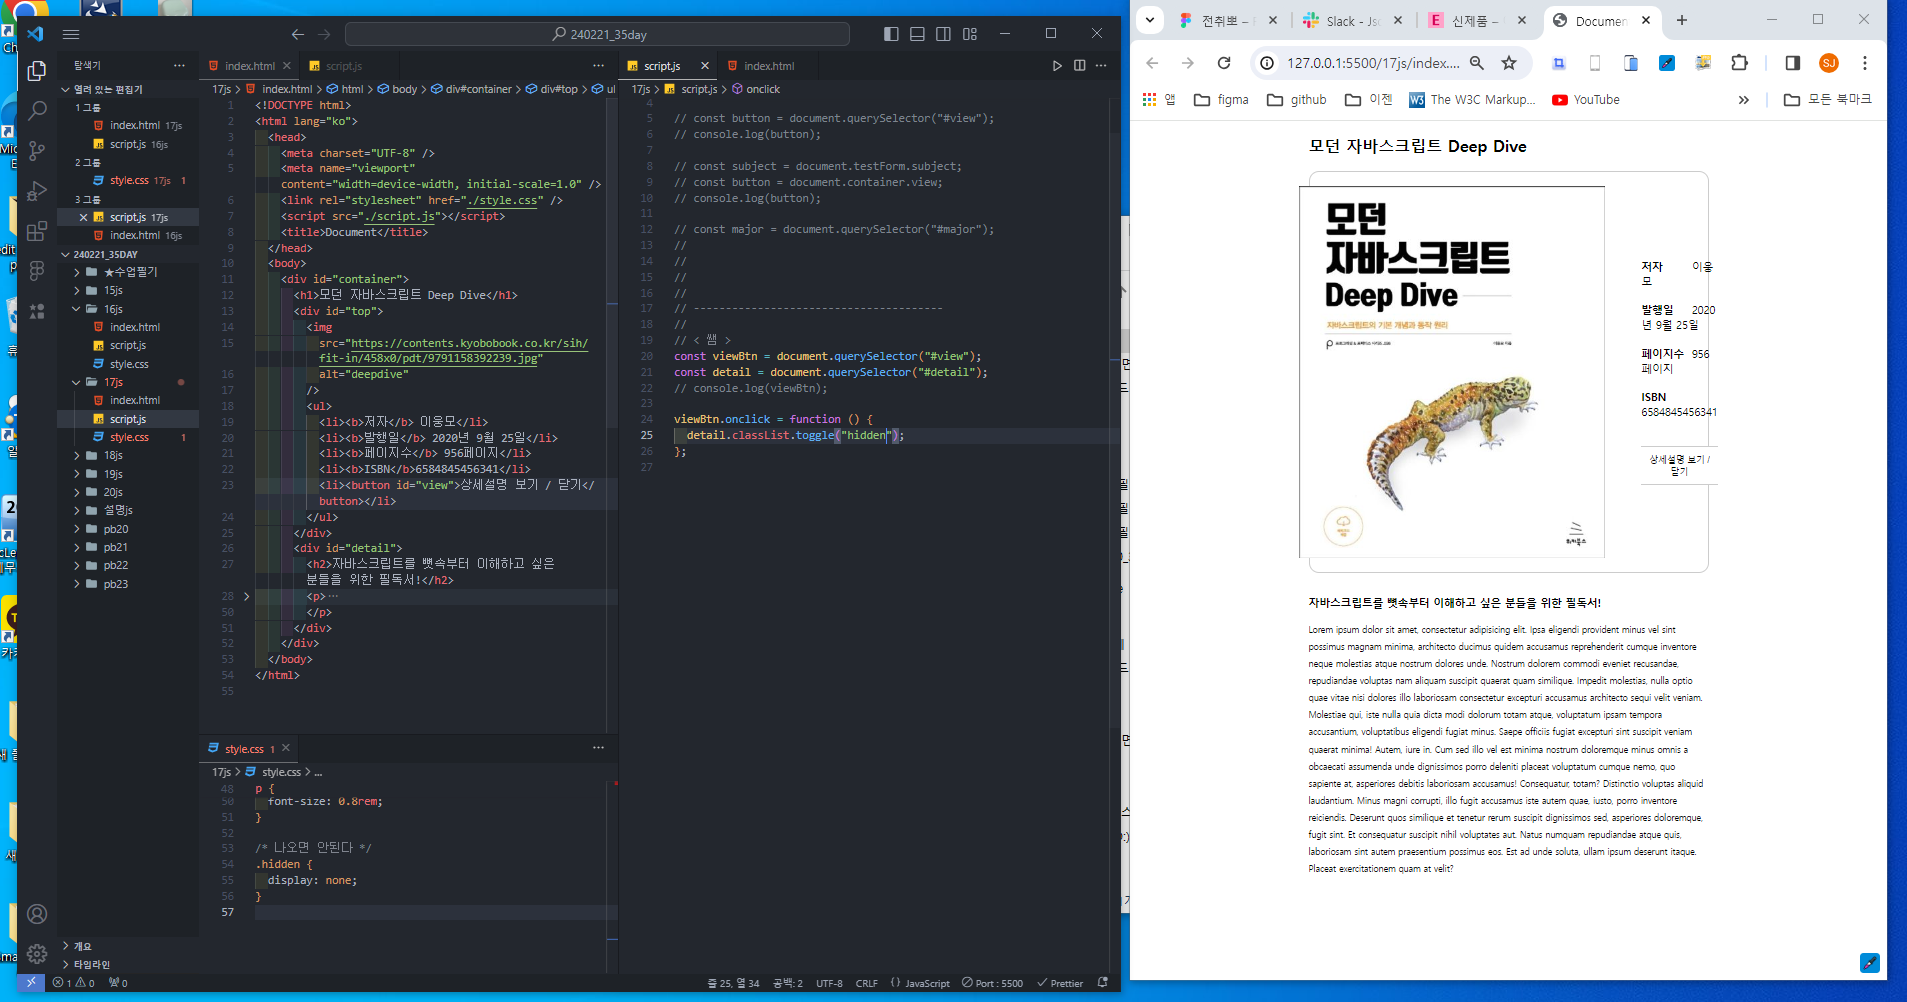 240221_35day
탐색기
열려 있는 편집기
1 그룹
index.html 17js
script.js 16js
2 그룹
style.css 17js 1
3 그룹
script.js 17js
index.html 16js
240221_35DAY
★수업필기
15js
16js
index.html
script.js
style.css
17js
index.html
script.js
style.css 1
18js
19js
20js
설명js
pb20
pb21
pb22
pb23
개요
타임라인
index.html
script.js
17js > index.html > html > body > div#container > div#top > ul
1 <!DOCTYPE html>
2 <html lang="ko">
3 <head>
4 <meta charset="UTF-8" />
5 <meta name="viewport"
content="width=device-width, initial-scale=1.0" />
6 <link rel="stylesheet" href="./style.css" />
7 <script src="./script.js"></script>
8 <title>Document</title>
9 </head>
10 <body>
11 <div id="container">
12 <h1>모던 자바스크립트 Deep Dive</h1>
13 <div id="top">
14 <img
15 src="https://contents.kyobobook.co.kr/sih/
fit-in/458x0/pdt/9791158392239.jpg"
16 alt="deepdive"
17 />
18 <ul>
19 <li><b>저자</b> 이웅모</li>
20 <li><b>발행일</b> 2020년 9월 25일</li>
21 <li><b>페이지수</b> 956페이지</li>
22 <li><b>ISBN</b>6584845456341</li>
23 <li><button id="view">상세설명 보기 / 닫기</
button></li>
24 </ul>
25 </div>
26 <div id="detail">
27 <h2>자바스크립트를 뼛속부터 이해하고 싶은
분들을 위한 필독서!</h2>
28 <p>…
50 </p>
51 </div>
52 </div>
53 </body>
54 </html>
55
style.css 1
17js > style.css > ...
48 p {
50 font-size: 0.8rem;
51 }
52
53 /* 나오면 안된다 */
54 .hidden {
55 display: none;
56 }
57
script.js
index.html
17js > script.js > onclick
4
5 // const button = document.querySelector("#view");
6 // console.log(button);
7
8 // const subject = document.testForm.subject;
9 // const button = document.container.view;
10 // console.log(button);
11
12 // const major = document.querySelector("#major");
13 //
14 //
15 //
16 //
17 // ---------------------------------------
18 //
19 // < 쌤 >
20 const viewBtn = document.querySelector("#view");
21 const detail = document.querySelector("#detail");
22 // console.log(viewBtn);
23
24 viewBtn.onclick = function () {
25 detail.classList.toggle("hidden");
26 };
27
1 0 0
줄 25, 열 34 공백: 2 UTF-8 CRLF {} JavaScript Port : 5500 Prettier
전취뽀 –
Slack - Jsc
신제품 –
Documen
127.0.0.1:5500/17js/index....
SJ
앱 figma github 이젠 The W3C Markup... YouTube » 모든 북마크
모던 자바스크립트 Deep Dive
모던
자바스크립트
Deep Dive
자바스크립트의 기본 개념과 동작 원리
위키북스
저자 이웅
모
발행일 2020
년 9월 25일
페이지수 956
페이지
ISBN
6584845456341
상세설명 보기 /
닫기
자바스크립트를 뼛속부터 이해하고 싶은 분들을 위한 필독서!
Lorem ipsum dolor sit amet, consectetur adipisicing elit. Ipsa eligendi provident minus vel sint
possimus magnam minima, architecto ducimus quidem accusamus reprehenderit cumque inventore
neque molestias atque nostrum dolores unde. Nostrum dolorem commodi eveniet recusandae,
repudiandae voluptas nam aliquam suscipit quaerat quam similique. Impedit molestias, nulla optio
quae vitae nisi dolores illo laboriosam consectetur excepturi accusamus architecto sequi velit veniam.
Molestiae qui, iste nulla quia dicta modi dolorum totam atque, voluptatum ipsam tempora
accusantium, voluptatibus eligendi fugiat minus. Saepe officiis fugiat excepturi sint suscipit veniam
quaerat minima! Autem, iure in. Cum sed illo vel est minima nostrum doloremque minus omnis a
obcaecati assumenda unde dignissimos porro deleniti placeat voluptatum cumque nemo, quo
sapiente at, asperiores debitis laboriosam accusamus! Consequatur, totam? Distinctio voluptas aliquid
laudantium. Minus magni corrupti, illo fugit accusamus iste autem quae, iusto, porro inventore
reiciendis. Deserunt quos similique et tenetur rerum suscipit dignissimos sed, asperiores doloremque,
fugit sint. Et consequatur suscipit nihil voluptates aut. Natus numquam repudiandae atque quis,
laboriosam sint autem praesentium possimus eos. Est ad unde soluta, ullam ipsum deserunt itaque.
Placeat exercitationem quam at velit?